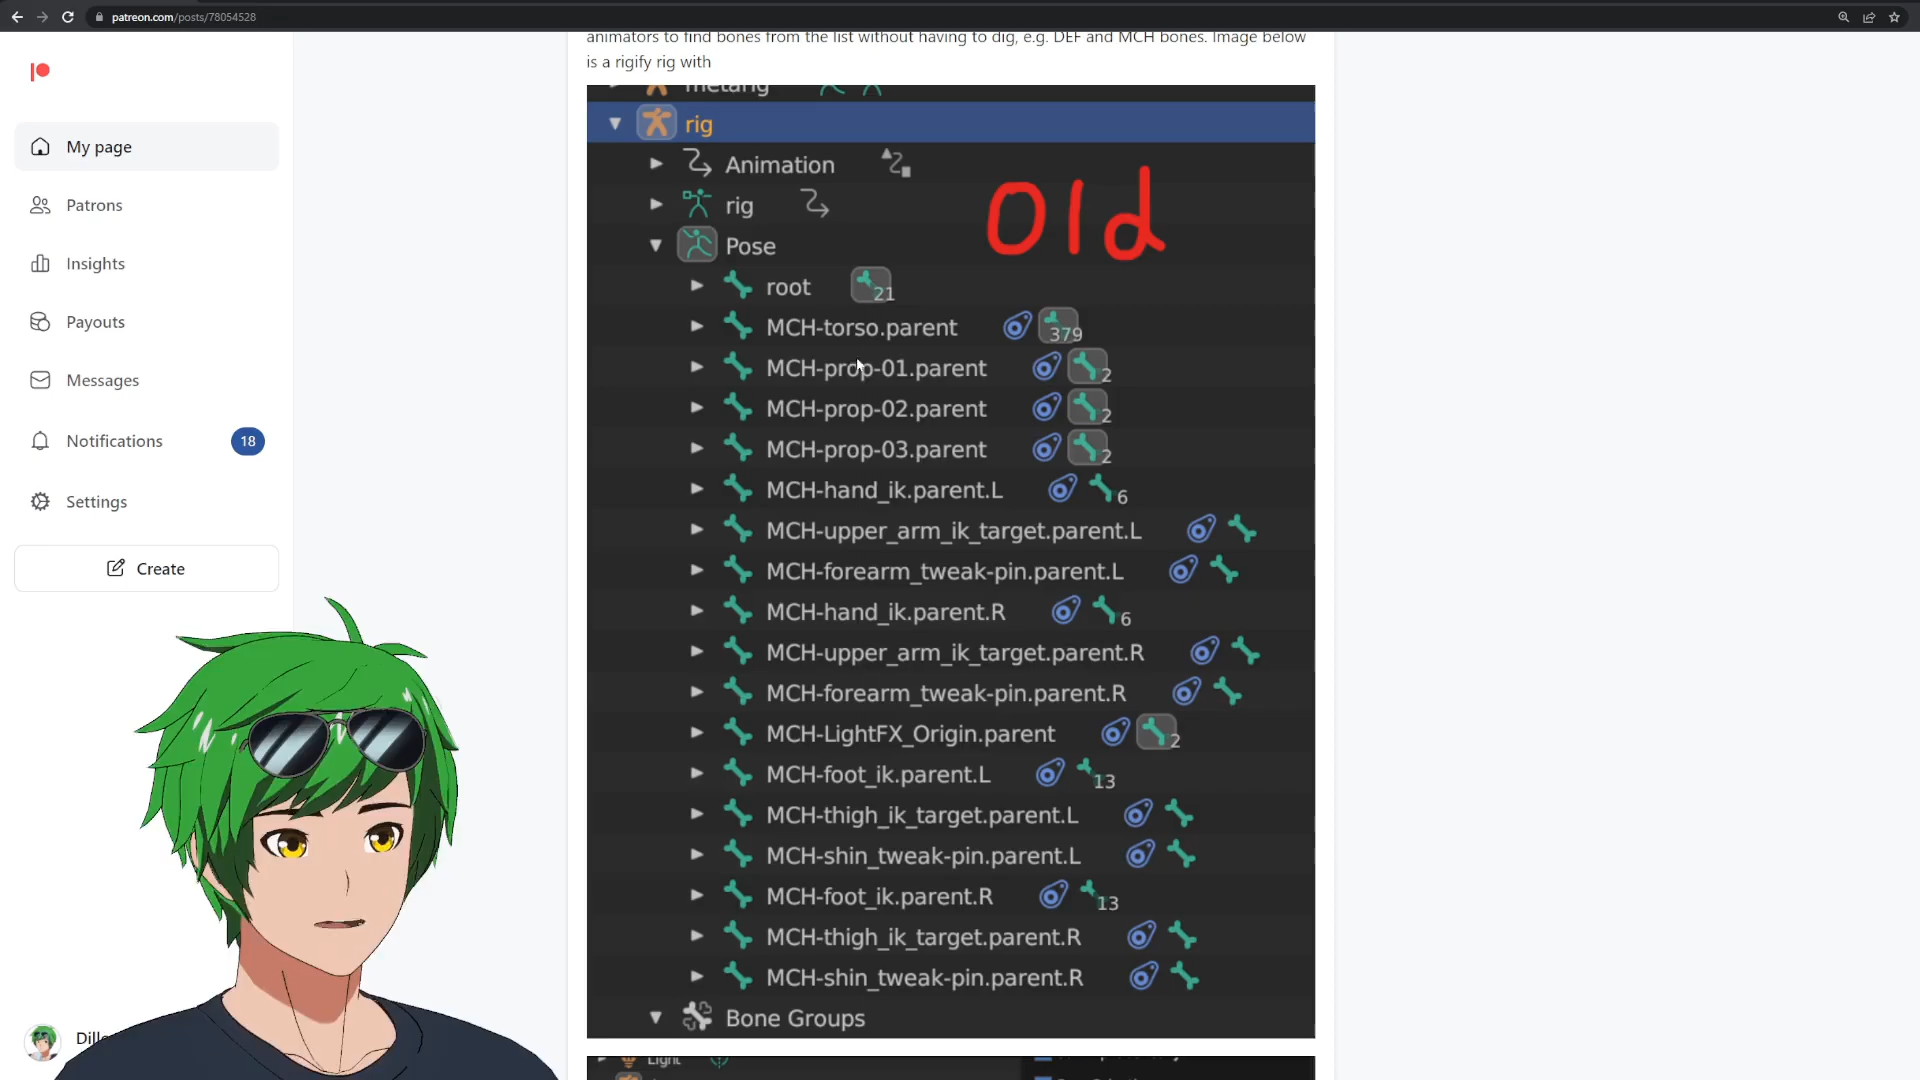 patreon.com/posts/78054528
animators to find bones from the list without having to dig, e.g. DEF and MCH bones. Image below
is a rigify rig with
My page
Patrons
Insights
Payouts
Messages
Notifications 18
Settings
Create
metarig
rig
Animation
rig
Old
Pose
root 21
MCH-torso.parent 379
MCH-prop-01.parent 2
MCH-prop-02.parent 2
MCH-prop-03.parent 2
MCH-hand_ik.parent.L 6
MCH-upper_arm_ik_target.parent.L
MCH-forearm_tweak-pin.parent.L
MCH-hand_ik.parent.R 6
MCH-upper_arm_ik_target.parent.R
MCH-forearm_tweak-pin.parent.R
MCH-LightFX_Origin.parent 2
MCH-foot_ik.parent.L 13
MCH-thigh_ik_target.parent.L
MCH-shin_tweak-pin.parent.L
MCH-foot_ik.parent.R 13
MCH-thigh_ik_target.parent.R
MCH-shin_tweak-pin.parent.R
Bone Groups
Light